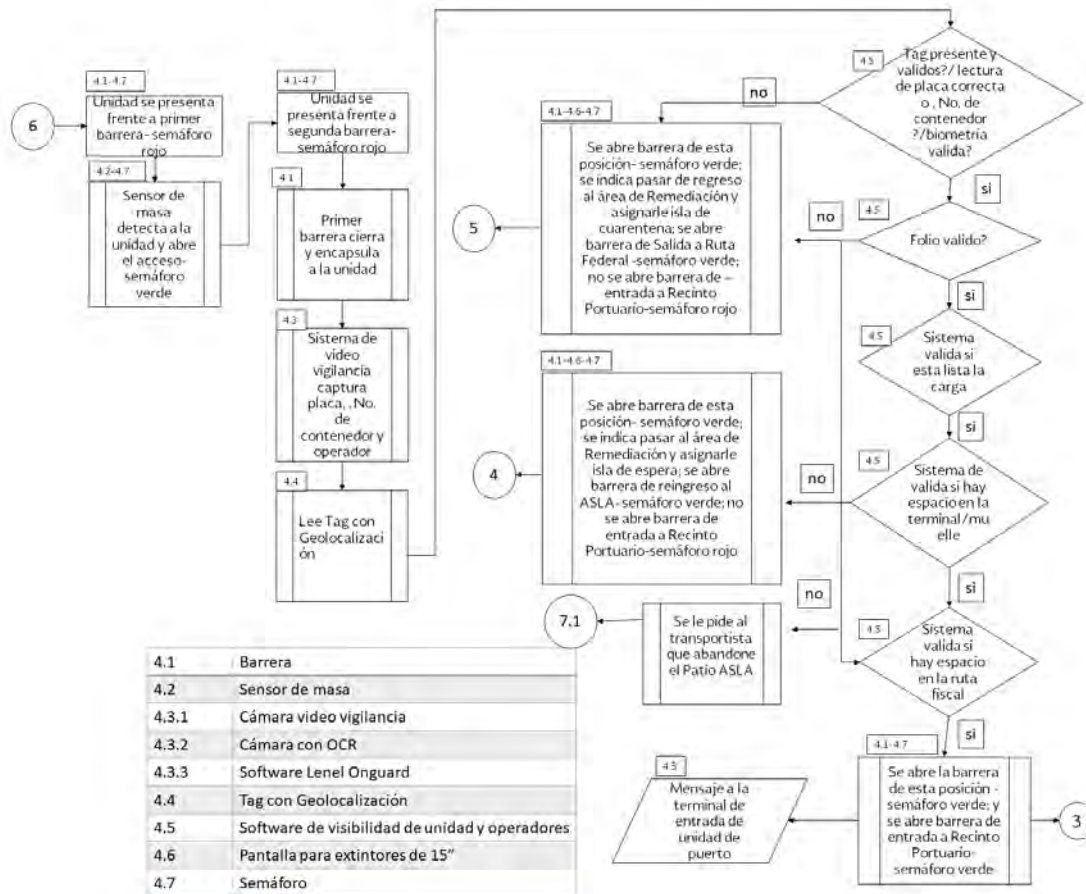 6
4.1-4.7
Unidad se presenta
frente a primer
barrera- semáforo
rojo
4.2-4.7
Sensor de
masa
detecta a la
unidad y abre
el acceso-
semáforo
verde
4.1-4.7
Unidad se
presenta frente a
segunda barrera-
semáforo rojo
4.1
Primer
barrera cierra
y encapsula
a la unidad
4.3
Sistema de
video
vigilancia
captura
placa, , No.
de
contenedor y
operador
4.4
Lee Tag con
Geolocalizaci
ón
4.5
Tag presente y
validos?/ lectura
de placa correcta
o , No. de
contenedor
?/biometría
valida?
no
si
4.1-4.6-4.7
Se abre barrera de esta
posición- semáforo verde;
se indica pasar de regreso
al área de Remediación y
asignarle isla de
cuarentena; se abre
barrera de Salida a Ruta
Federal -semáforo verde;
no se abre barrera de –
entrada a Recinto
Portuario-semáforo rojo
5
4.5
Folio valido?
no
si
4.5
Sistema
valida si
esta lista la
carga
si
4.1-4.6-4.7
Se abre barrera de esta
posición- semáforo verde;
se indica pasar al área de
Remediación y asignarle
isla de espera; se abre
barrera de reingreso al
ASLA-semáforo verde; no
se abre barrera de
entrada a Recinto
Portuario-semáforo rojo
4
4.5
Sistema de
valida si hay
espacio en la
terminal/mu
elle
no
si
7.1
Se le pide al
transportista
que abandone
el Patio ASLA
no
4.5
Sistema
valida si
hay espacio
en la ruta
fiscal
si
4.1-4.7
Se abre la barrera
de esta posición -
semáforo verde; y
se abre barrera de
entrada a Recinto
Portuario-
semáforo verde
3
4.5
Mensaje a la
terminal de
entrada de
unidad de
puerto
4.1 Barrera
4.2 Sensor de masa
4.3.1 Cámara video vigilancia
4.3.2 Cámara con OCR
4.3.3 Software Lenel Onguard
4.4 Tag con Geolocalización
4.5 Software de visibilidad de unidad y operadores
4.6 Pantalla para extintores de 15”
4.7 Semáforo